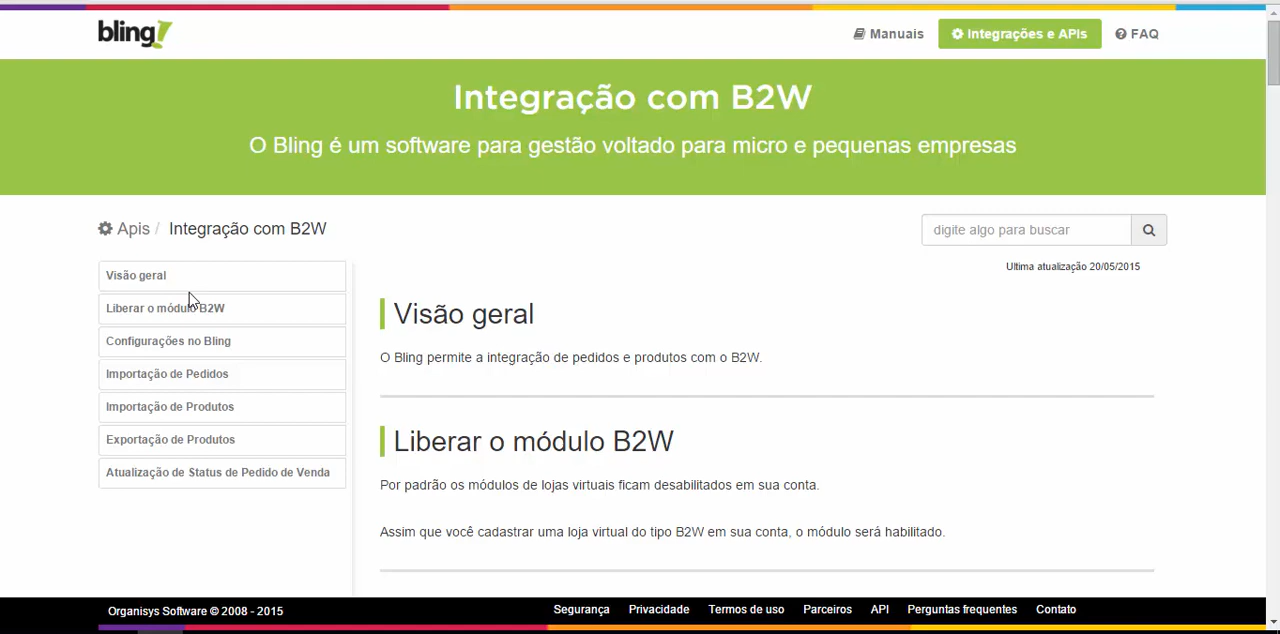 bling!
Manuais
Integrações e APIs
FAQ
Integração com B2W
O Bling é um software para gestão voltado para micro e pequenas empresas
Apis / Integração com B2W
digite algo para buscar
Ultima atualização 20/05/2015
Visão geral
Liberar o módulo B2W
Configurações no Bling
Importação de Pedidos
Importação de Produtos
Exportação de Produtos
Atualização de Status de Pedido de Venda
Visão geral
O Bling permite a integração de pedidos e produtos com o B2W.
Liberar o módulo B2W
Por padrão os módulos de lojas virtuais ficam desabilitados em sua conta.
Assim que você cadastrar uma loja virtual do tipo B2W em sua conta, o módulo será habilitado.
Organisys Software © 2008 - 2015
Segurança
Privacidade
Termos de uso
Parceiros
API
Perguntas frequentes
Contato